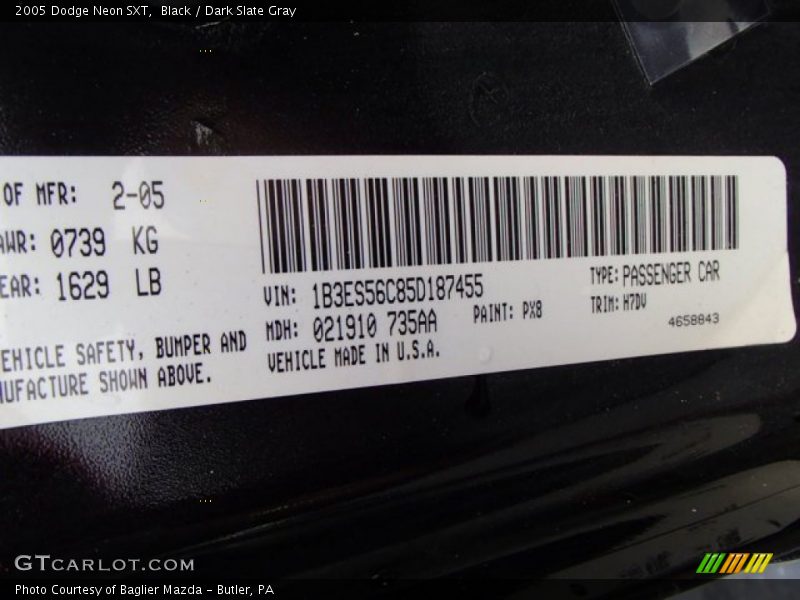 2005 Dodge Neon SXT, Black / Dark Slate Gray
OF MFR: 2-05
AWR: 0739 KG
EAR: 1629 LB
VIN: 1B3ES56C85D187455
MDH: 021910 735AA
PAINT: PX8
VEHICLE MADE IN U.S.A.
TYPE: PASSENGER CAR
TRIM: H7DV
4658843
EHICLE SAFETY, BUMPER AND
NUFACTURE SHOWN ABOVE.
GTCARLOT.COM
Photo Courtesy of Baglier Mazda - Butler, PA